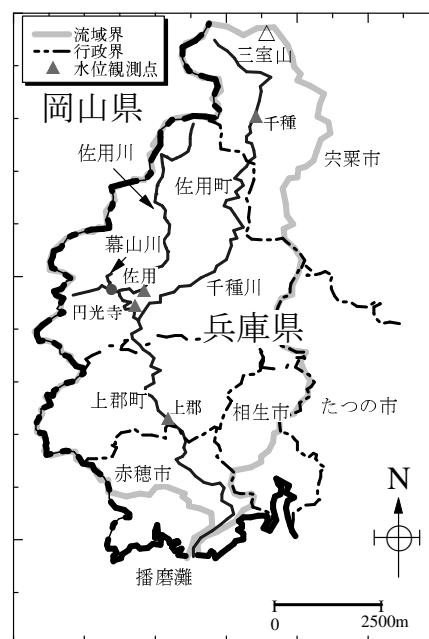 流域界
行政界
水位観測点
三室山
岡山県
千種
佐用川
宍粟市
佐用町
幕山川
佐用
千種川
円光寺
兵庫県
上郡町
上郡
相生市
たつの市
赤穂市
N
播磨灘
0 2500m